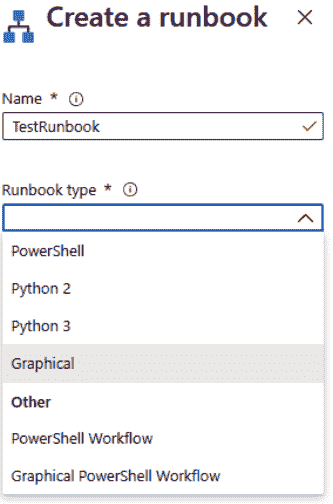 Create a runbook
Name *
TestRunbook
Runbook type *
PowerShell
Python 2
Python 3
Graphical
Other
PowerShell Workflow
Graphical PowerShell Workflow